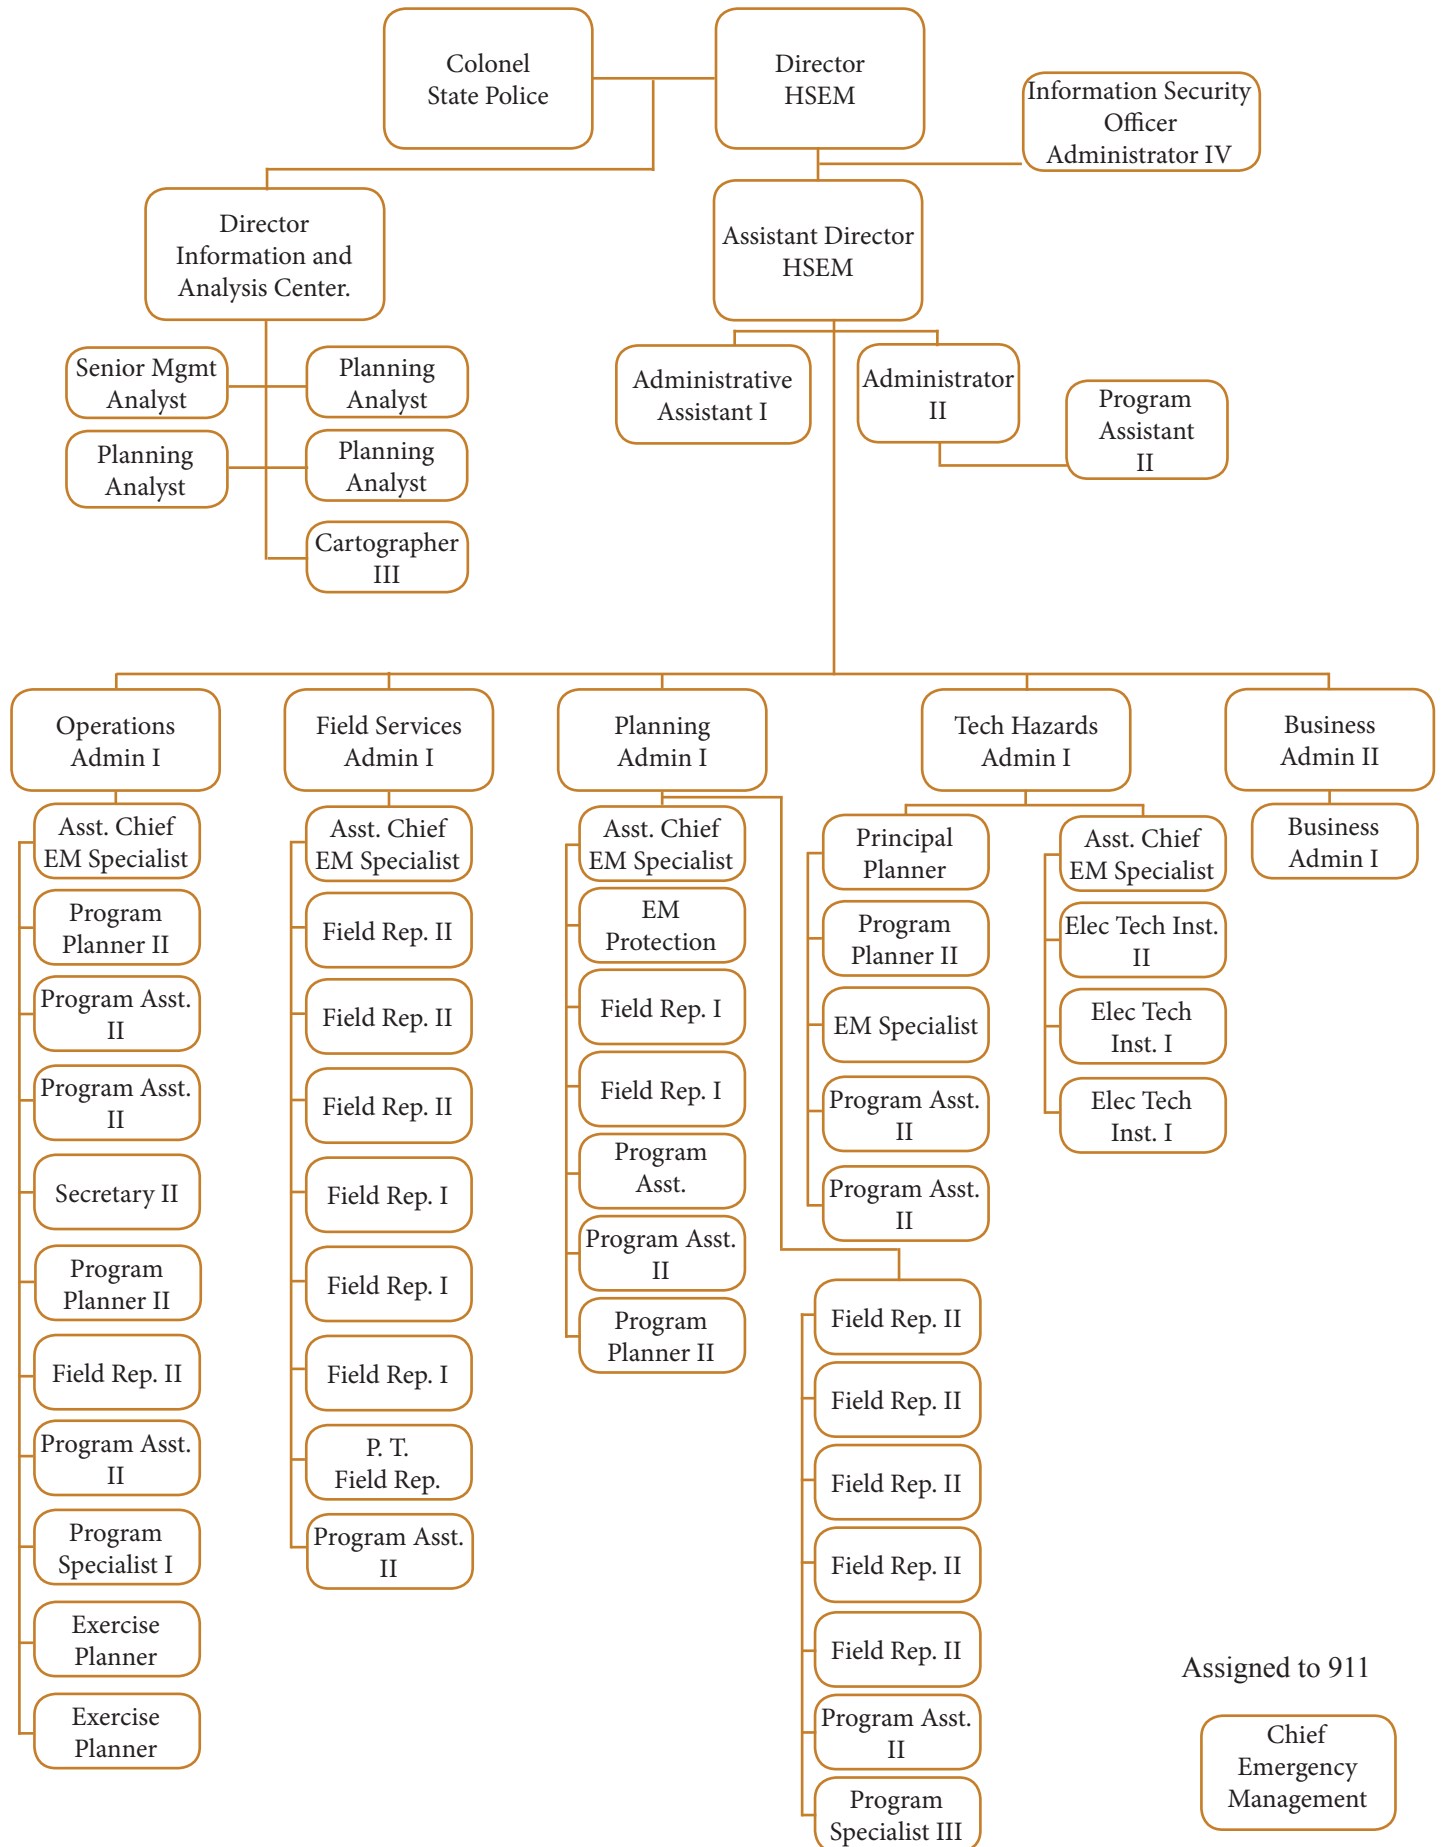 Colonel
State Police
Director
HSEM
Information Security
Officer
Administrator IV
Director
Information and
Analysis Center.
Assistant Director
HSEM
Senior Mgmt
Analyst
Planning
Analyst
Planning
Analyst
Planning
Analyst
Cartographer
III
Administrative
Assistant I
Administrator
II
Program
Assistant
II
Operations
Admin I
Field Services
Admin I
Planning
Admin I
Tech Hazards
Admin I
Business
Admin II
Asst. Chief
EM Specialist
Program
Planner II
Program Asst.
II
Program Asst.
II
Secretary II
Program
Planner II
Field Rep. II
Program Asst.
II
Program
Specialist I
Exercise
Planner
Exercise
Planner
Asst. Chief
EM Specialist
Field Rep. II
Field Rep. II
Field Rep. II
Field Rep. I
Field Rep. I
Field Rep. I
P. T.
Field Rep.
Program Asst.
II
Asst. Chief
EM Specialist
EM
Protection
Field Rep. I
Field Rep. I
Program
Asst.
Program Asst.
II
Program
Planner II
Principal
Planner
Program
Planner II
EM Specialist
Program Asst.
II
Program Asst.
II
Field Rep. II
Field Rep. II
Field Rep. II
Field Rep. II
Field Rep. II
Program Asst.
II
Program
Specialist III
Asst. Chief
EM Specialist
Elec Tech Inst.
II
Elec Tech
Inst. I
Elec Tech
Inst. I
Business
Admin I
Assigned to 911
Chief
Emergency
Management